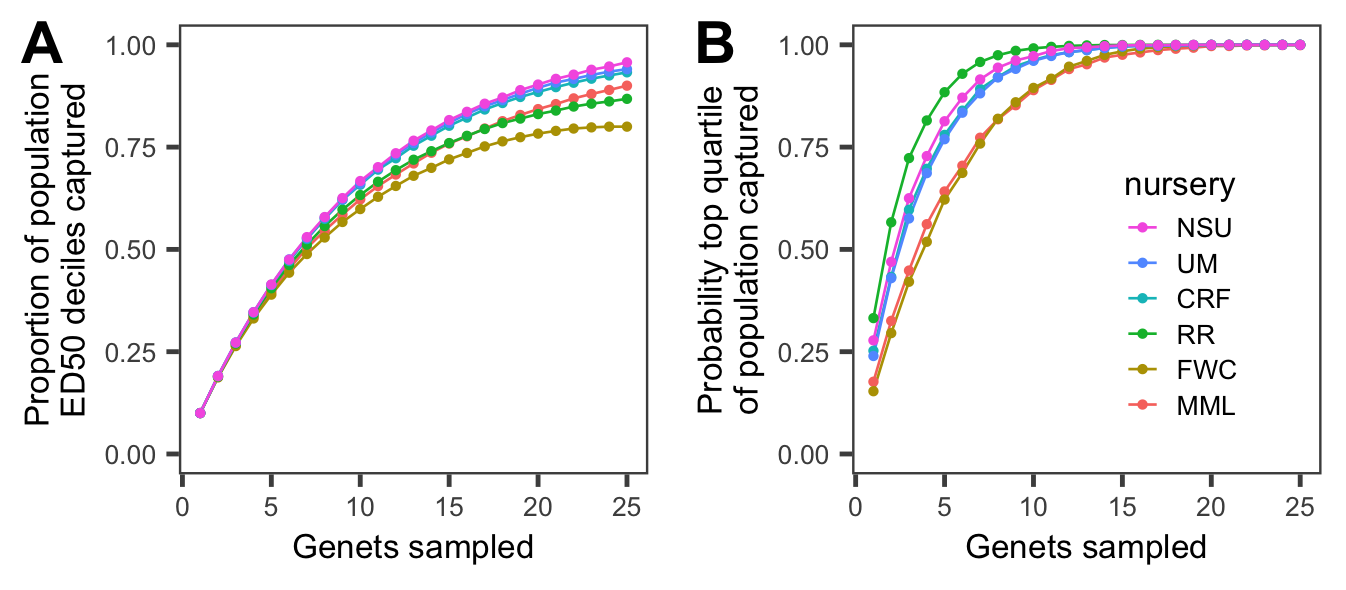 A
Proportion of population
ED50 deciles captured
1.00
0.75
0.50
0.25
0.00
0 5 10 15 20 25
Genets sampled
B
Probability top quartile
of population captured
1.00
0.75
0.50
0.25
0.00
nursery
NSU
UM
CRF
RR
FWC
MML
0 5 10 15 20 25
Genets sampled